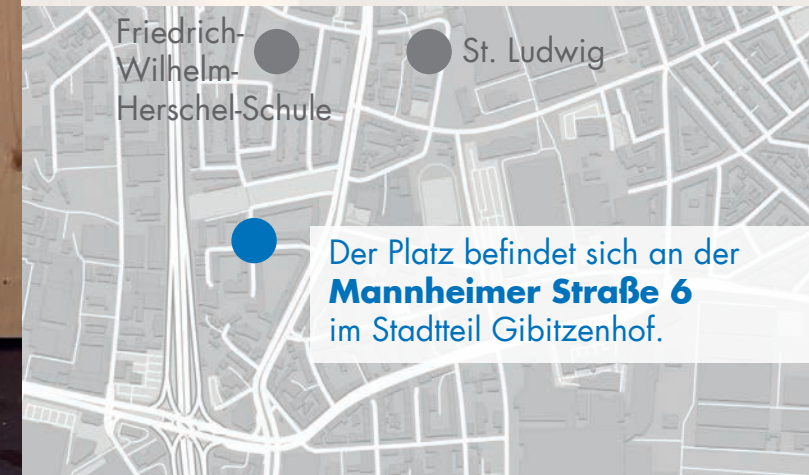 Friedrich-
Wilhelm-
Herschel-Schule
St. Ludwig
Der Platz befindet sich an der
Mannheimer Straße 6
im Stadtteil Gibitzenhof.